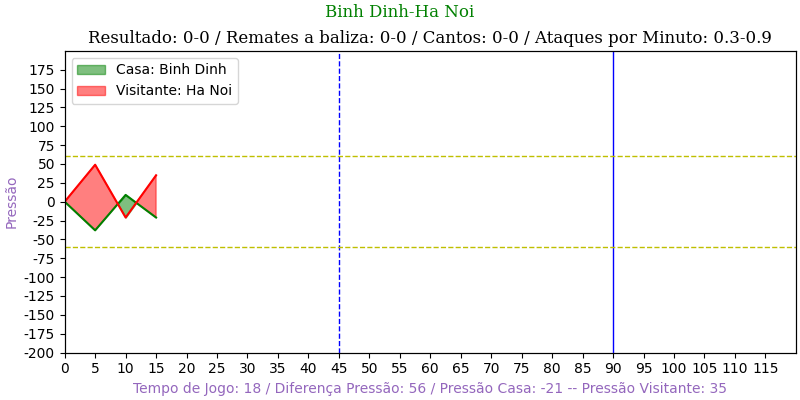 Binh Dinh-Ha Noi
Resultado: 0-0 / Remates a baliza: 0-0 / Cantos: 0-0 / Ataques por Minuto: 0.3-0.9
Casa: Binh Dinh
Visitante: Ha Noi
Pressão
175
150
125
100
75
50
25
0
-25
-50
-75
-100
-125
-150
-175
-200
0 5 10 15 20 25 30 35 40 45 50 55 60 65 70 75 80 85 90 95 100 105 110 115
Tempo de Jogo: 18 / Diferença Pressão: 56 / Pressão Casa: -21 -- Pressão Visitante: 35